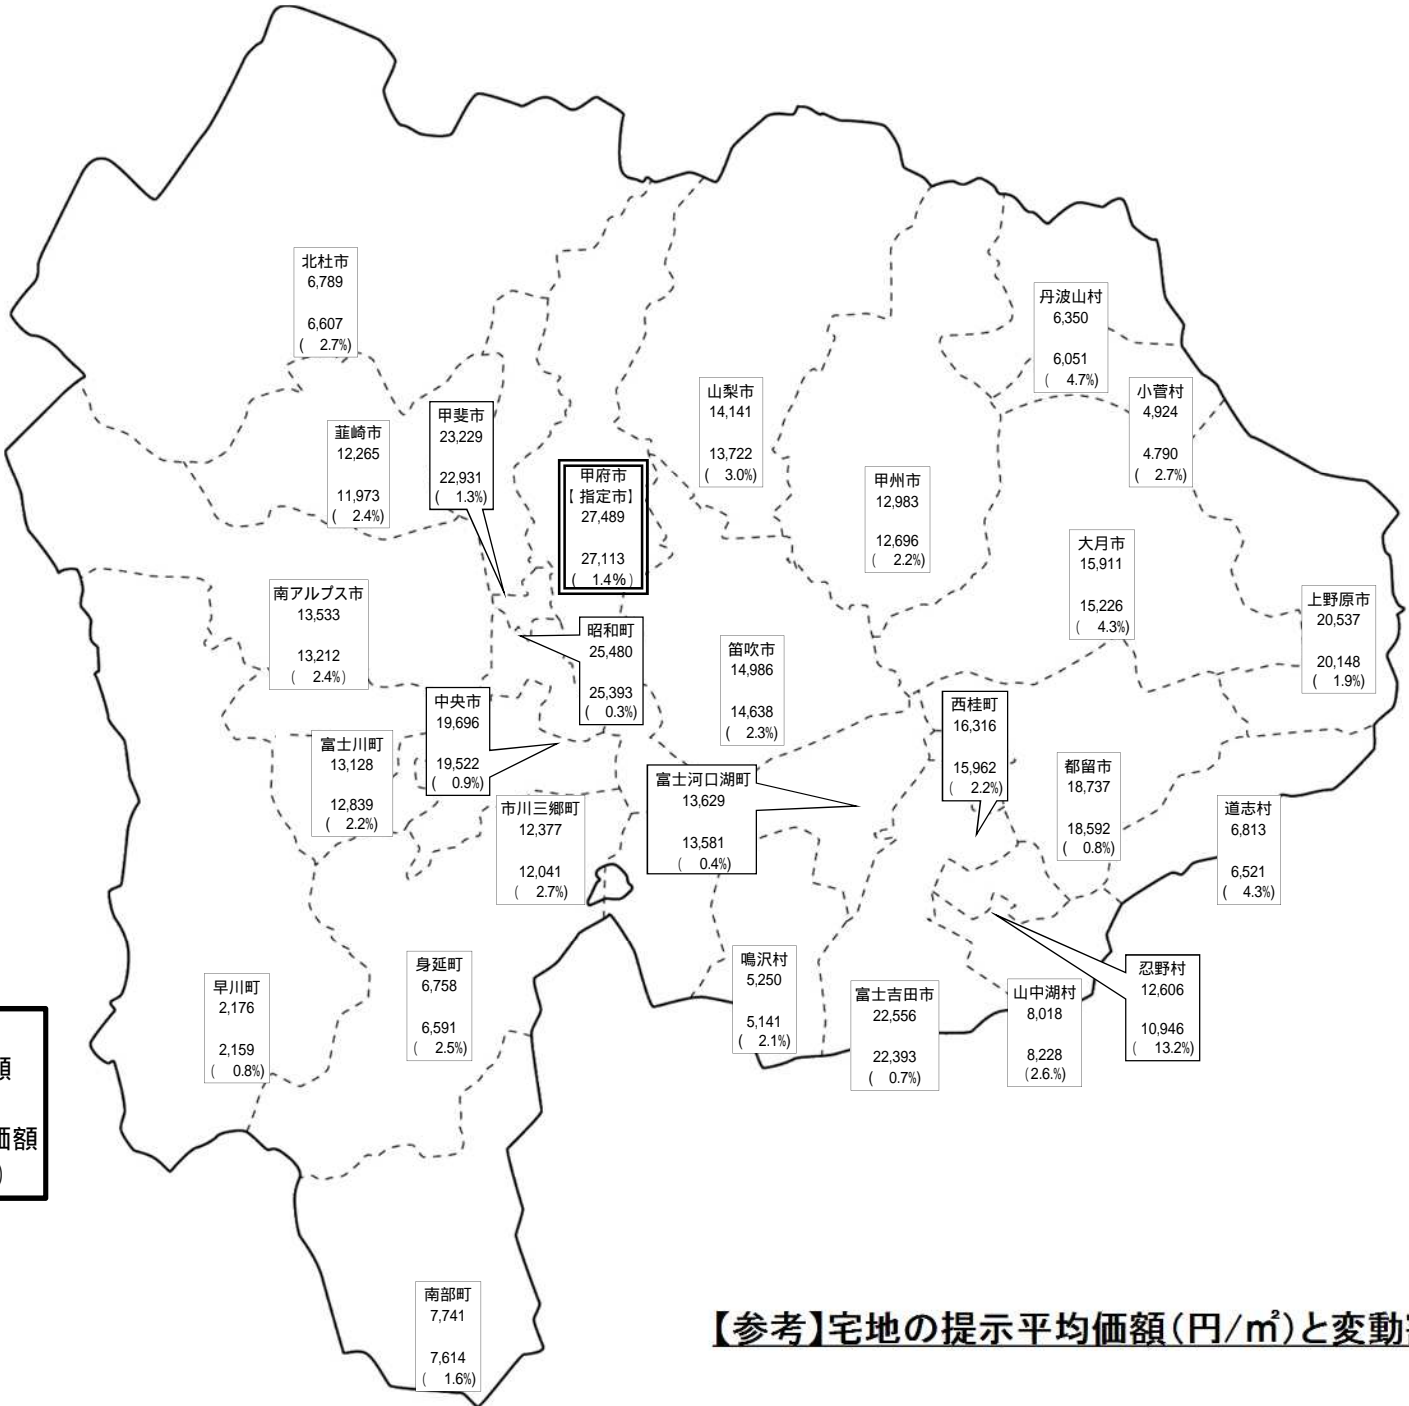 北杜市
6,789
6,607
( 2.7%)
丹波山村
6,350
6,051
( 4.7%)
小菅村
4,924
4.790
( 2.7%)
山梨市
14,141
13,722
( 3.0%)
甲斐市
23,229
22,931
( 1.3%)
韮崎市
12,265
11,973
( 2.4%)
甲府市
【 指定市】
27,489
27,113
( 1.4%)
甲州市
12,983
12,696
( 2.2%)
大月市
15,911
15,226
( 4.3%)
上野原市
20,537
20,148
( 1.9%)
南アルプス市
13,533
13,212
( 2.4%)
昭和町
25,480
25,393
( 0.3%)
笛吹市
14,986
14,638
( 2.3%)
中央市
19,696
19,522
( 0.9%)
西桂町
16,316
15,962
( 2.2%)
富士川町
13,128
12,839
( 2.2%)
都留市
18,737
18,592
( 0.8%)
富士河口湖町
13,629
13,581
( 0.4%)
市川三郷町
12,377
12,041
( 2.7%)
道志村
6,813
6,521
( 4.3%)
身延町
6,758
6,591
( 2.5%)
鳴沢村
5,250
5,141
( 2.1%)
忍野村
12,606
10,946
( 13.2%)
早川町
2,176
2,159
( 0.8%)
富士吉田市
22,556
22,393
( 0.7%)
山中湖村
8,018
8,228
(2.6.%)
額
価額
)
南部町
7,741
7,614
( 1.6%)
【参考】宅地の提示平均価額(円/㎡)と変動